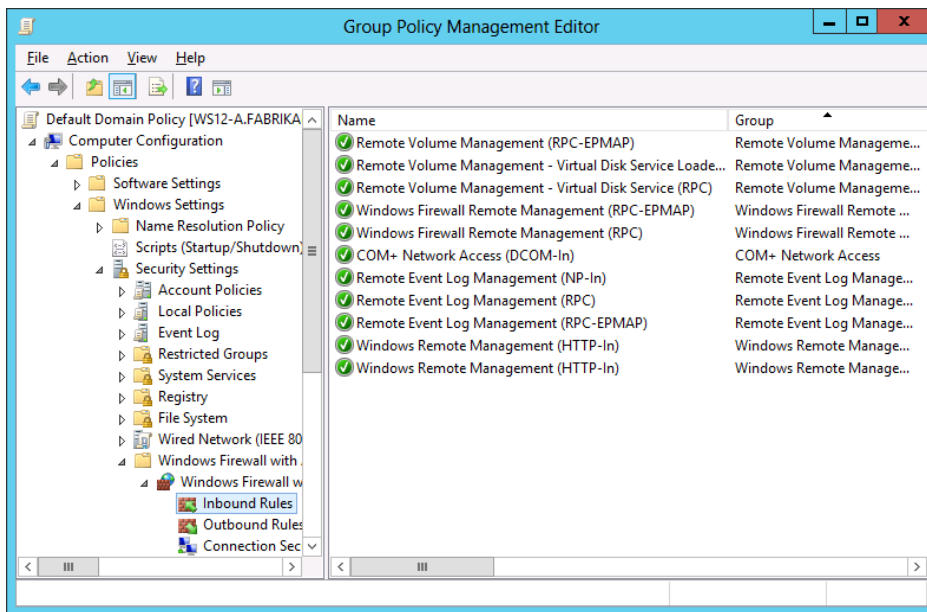 Group Policy Management Editor
File Action View Help
Default Domain Policy [WS12-A.FABRIKA
Computer Configuration
Policies
Software Settings
Windows Settings
Name Resolution Policy
Scripts (Startup/Shutdown)
Security Settings
Account Policies
Local Policies
Event Log
Restricted Groups
System Services
Registry
File System
Wired Network (IEEE 80
Windows Firewall with .
Windows Firewall w
Inbound Rules
Outbound Rules
Connection Sec
Name Group
Remote Volume Management (RPC-EPMAP) Remote Volume Manageme...
Remote Volume Management - Virtual Disk Service Loade... Remote Volume Manageme...
Remote Volume Management - Virtual Disk Service (RPC) Remote Volume Manageme...
Windows Firewall Remote Management (RPC-EPMAP) Windows Firewall Remote ...
Windows Firewall Remote Management (RPC) Windows Firewall Remote ...
COM+ Network Access (DCOM-In) COM+ Network Access
Remote Event Log Management (NP-In) Remote Event Log Manage...
Remote Event Log Management (RPC) Remote Event Log Manage...
Remote Event Log Management (RPC-EPMAP) Remote Event Log Manage...
Windows Remote Management (HTTP-In) Windows Remote Manage...
Windows Remote Management (HTTP-In) Windows Remote Manage...